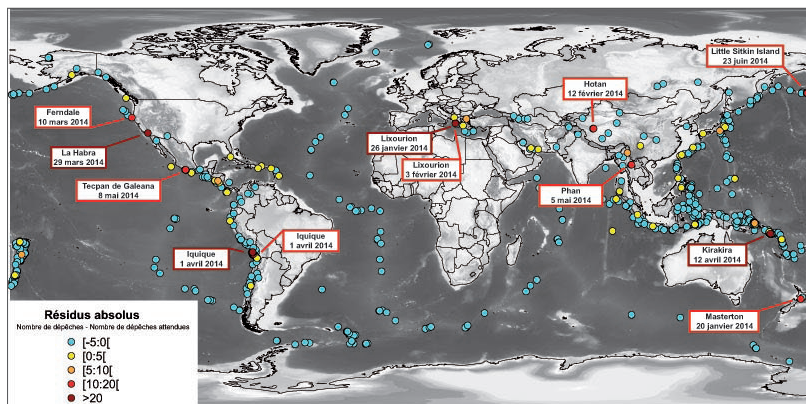 Little Sitkin Island
23 juin 2014
Hotan
12 février 2014
Ferndale
10 mars 2014
La Habra
29 mars 2014
Lixourion
26 janvier 2014
Lixourion
3 février 2014
Tecpan de Galeana
8 mai 2014
Phan
5 mai 2014
Iquique
1 avril 2014
Iquique
1 avril 2014
Kirakira
12 avril 2014
Masterton
20 janvier 2014
Résidus absolus
Nombre de dépêches - Nombre de dépêches attendues
[-5:0[
[0:5[
[5:10[
[10:20[
>20